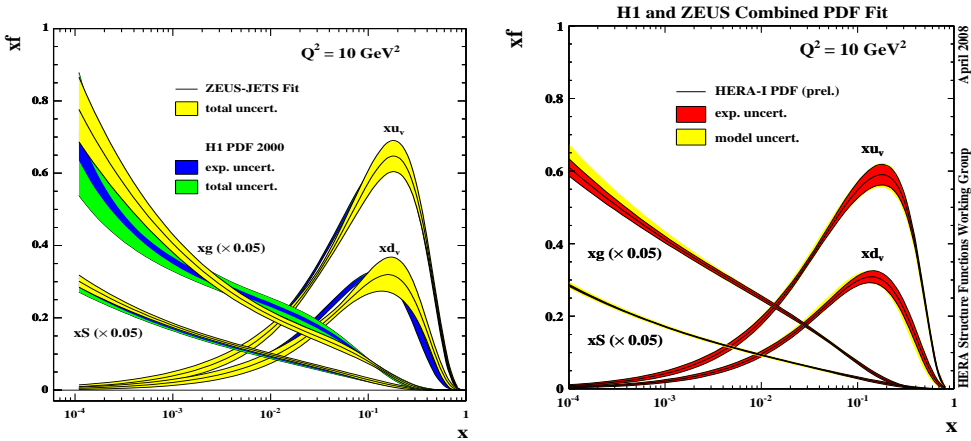 xf
1
0.8
0.6
0.4
0.2
0
Q² = 10 GeV²
ZEUS-JETS Fit
total uncert.
H1 PDF 2000
exp. uncert.
total uncert.
xuᵥ
xdᵥ
xg (× 0.05)
xS (× 0.05)
10⁻⁴
10⁻³
10⁻²
10⁻¹
1
x
H1 and ZEUS Combined PDF Fit
xf
1
0.8
0.6
0.4
0.2
0
Q² = 10 GeV²
HERA-I PDF (prel.)
exp. uncert.
model uncert.
xuᵥ
xdᵥ
xg (× 0.05)
xS (× 0.05)
10⁻⁴
10⁻³
10⁻²
10⁻¹
1
x
HERA Structure Functions Working Group April 2008